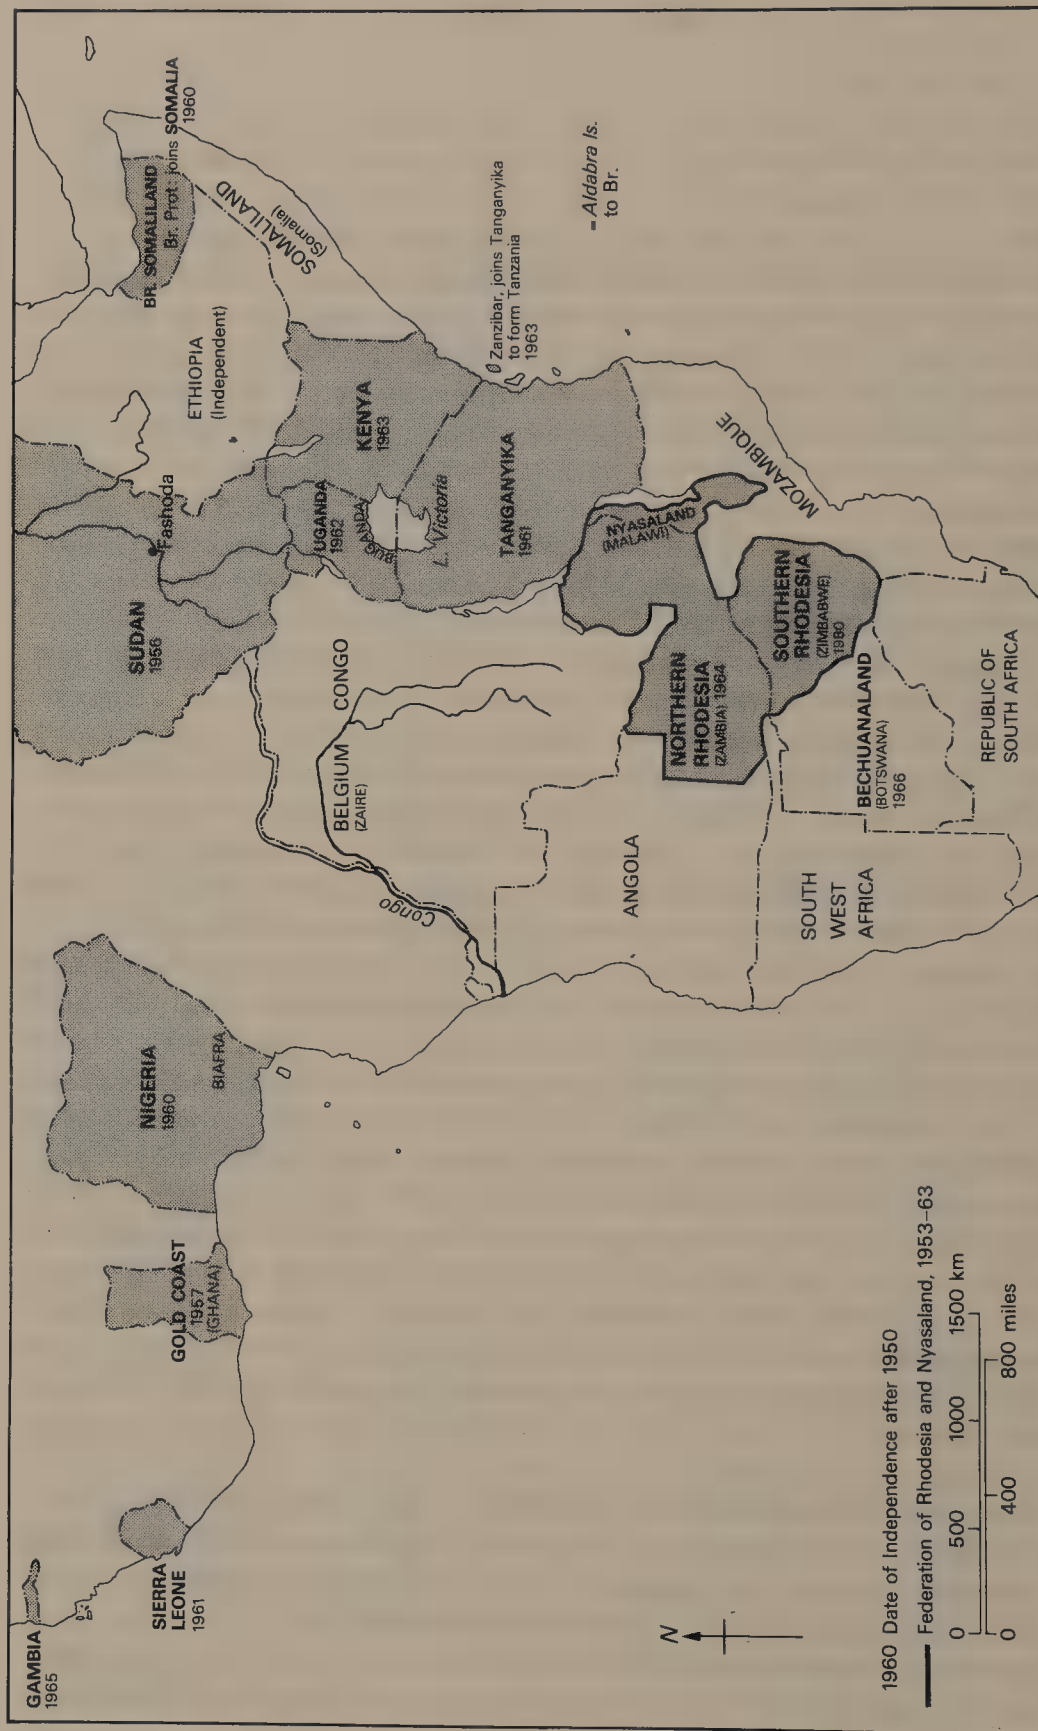 GAMBIA
1965
SIERRA
LEONE
1961
GOLD COAST
1957
(GHANA)
NIGERIA
1960
BIAFRA
SUDAN
1956
Fashoda
ETHIOPIA
(Independent)
BR. SOMALILAND
Br. Prot: joins SOMALIA
1960
SOMALILAND
(Somalia)
UGANDA
1962
BUGANDA
KENYA
1963
L. Victoria
TANGANYIKA
1961
Zanzibar, joins Tanganyika
to form Tanzania
1963
Aldabra Is.
to Br.
BELGIUM CONGO
(ZAIRE)
Congo
ANGOLA
NORTHERN
RHODESIA
(ZAMBIA) 1964
NYASALAND
(MALAWI)
MOZAMBIQUE
SOUTHERN
RHODESIA
(ZIMBABWE)
1980
SOUTH
WEST
AFRICA
BECHUANALAND
(BOTSWANA)
1966
REPUBLIC OF
SOUTH AFRICA
N
1960 Date of Independence after 1950
Federation of Rhodesia and Nyasaland, 1953–63
0 500 1000 1500 km
0 400 800 miles